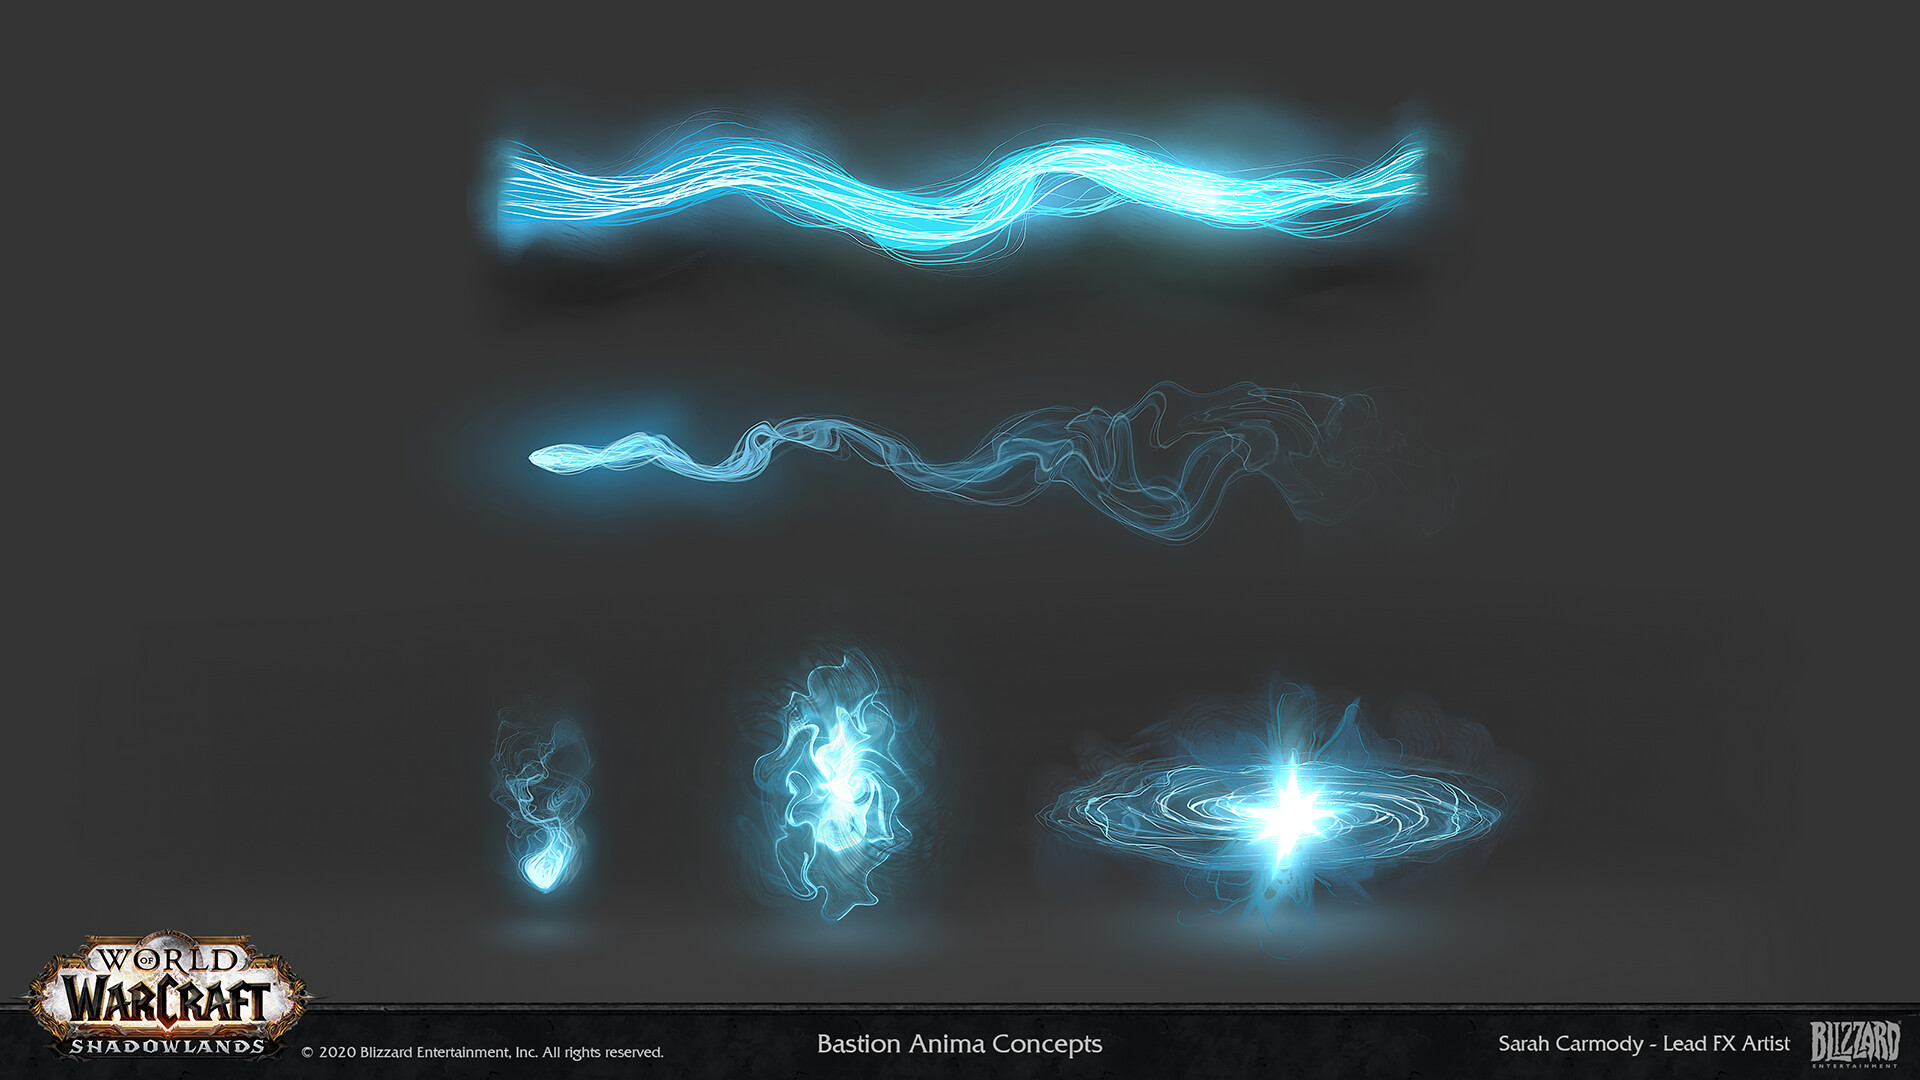 WORLD
OF
WARCRAFT
SHADOWLANDS
© 2020 Blizzard Entertainment, Inc. All rights reserved.
Bastion Anima Concepts
Sarah Carmody - Lead FX Artist
BLIZZARD
ENTERTAINMENT